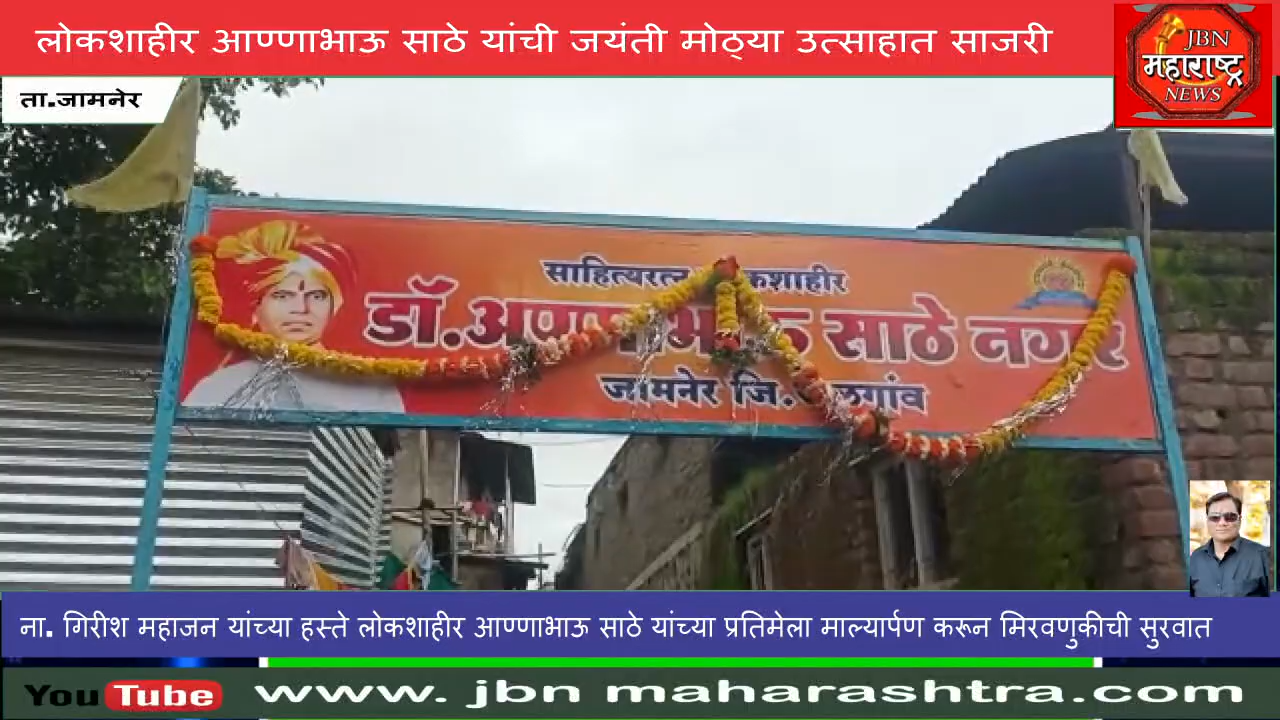 लोकशाहीर आण्णाभाऊ साठे यांची जयंती मोठ्या उत्साहात साजरी
JBN
महाराष्ट्र
NEWS
ता.जामनेर
साहित्यरत्न
डॉ. साठे नगर
जामनेर जि.
ना. गिरीश महाजन यांच्या हस्ते लोकशाहीर आण्णाभाऊ साठे यांच्या प्रतिमेला माल्यार्पण करून मिरवणुकीची सुरवात
YouTube www. jbn maharashtra.com